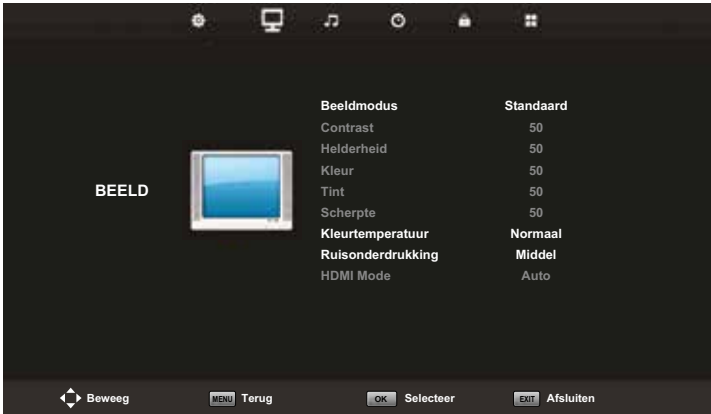 Beeldmodus Standaard
Contrast 50
Helderheid 50
Kleur 50
BEELD
Tint 50
Scherpte 50
Kleurtemperatuur Normaal
Ruisonderdrukking Middel
HDMI Mode Auto
Beweeg MENU Terug OK Selecteer EXIT Afsluiten